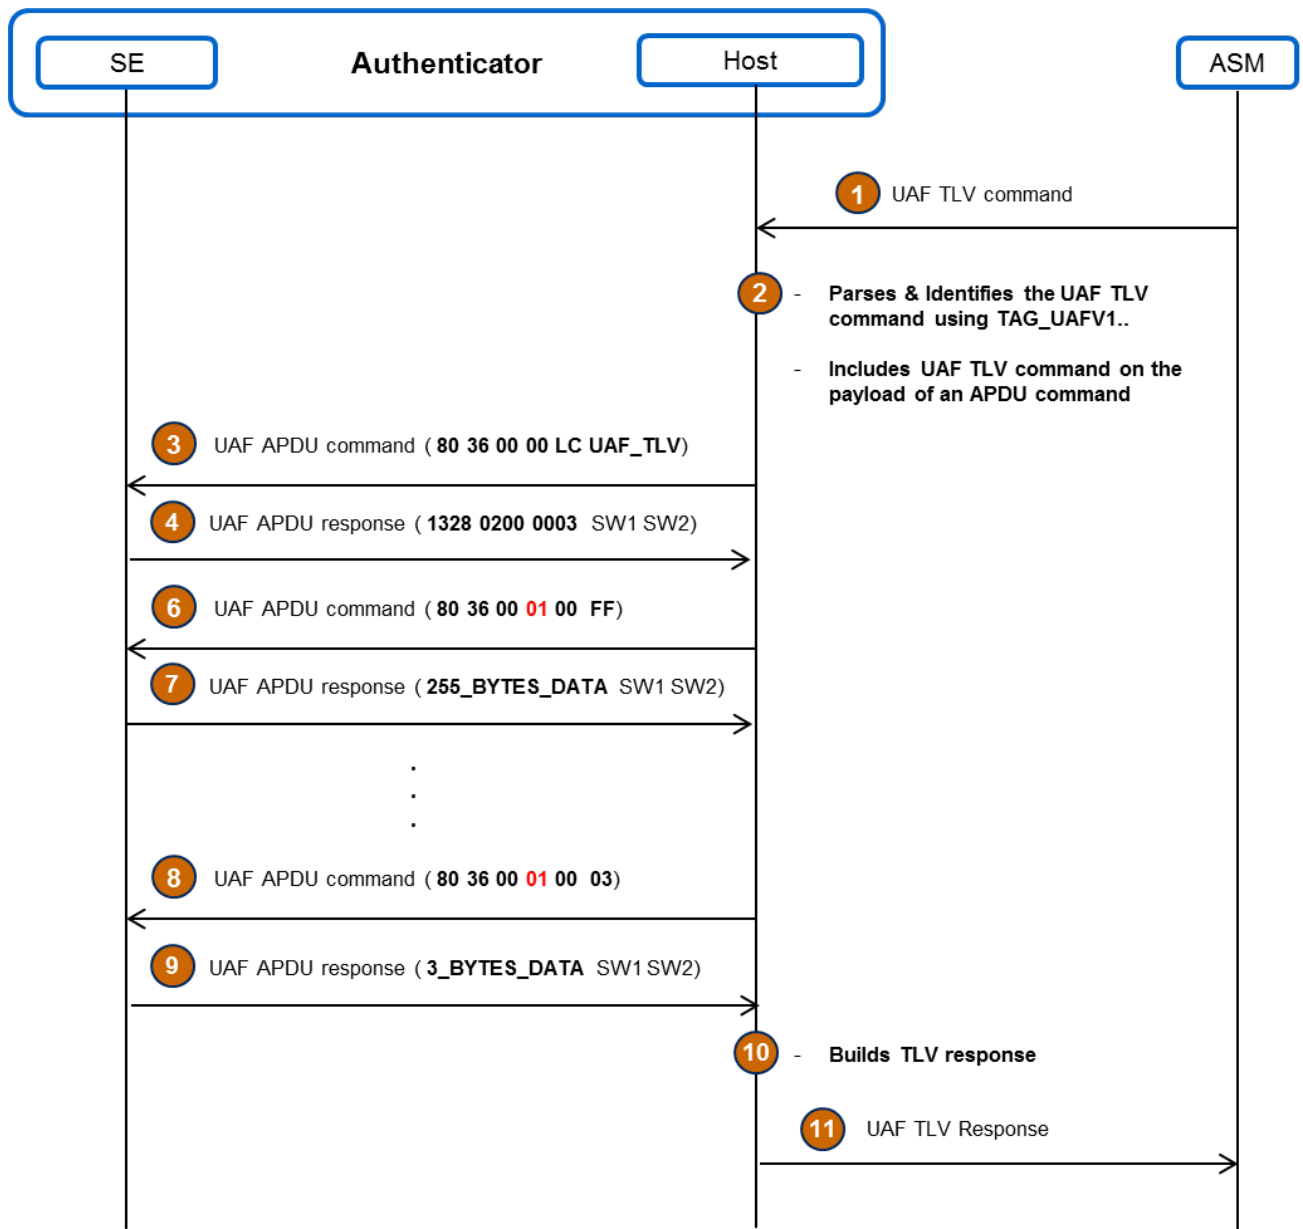 SE
Authenticator
Host
ASM
1 UAF TLV command
2 - Parses & Identifies the UAF TLV
command using TAG_UAFV1..
- Includes UAF TLV command on the
payload of an APDU command
3 UAF APDU command ( 80 36 00 00 LC UAF_TLV)
4 UAF APDU response ( 1328 0200 0003 SW1 SW2)
6 UAF APDU command ( 80 36 00 01 00 FF)
7 UAF APDU response ( 255_BYTES_DATA SW1 SW2)
.
.
.
8 UAF APDU command ( 80 36 00 01 00 03)
9 UAF APDU response ( 3_BYTES_DATA SW1 SW2)
10 - Builds TLV response
11 UAF TLV Response